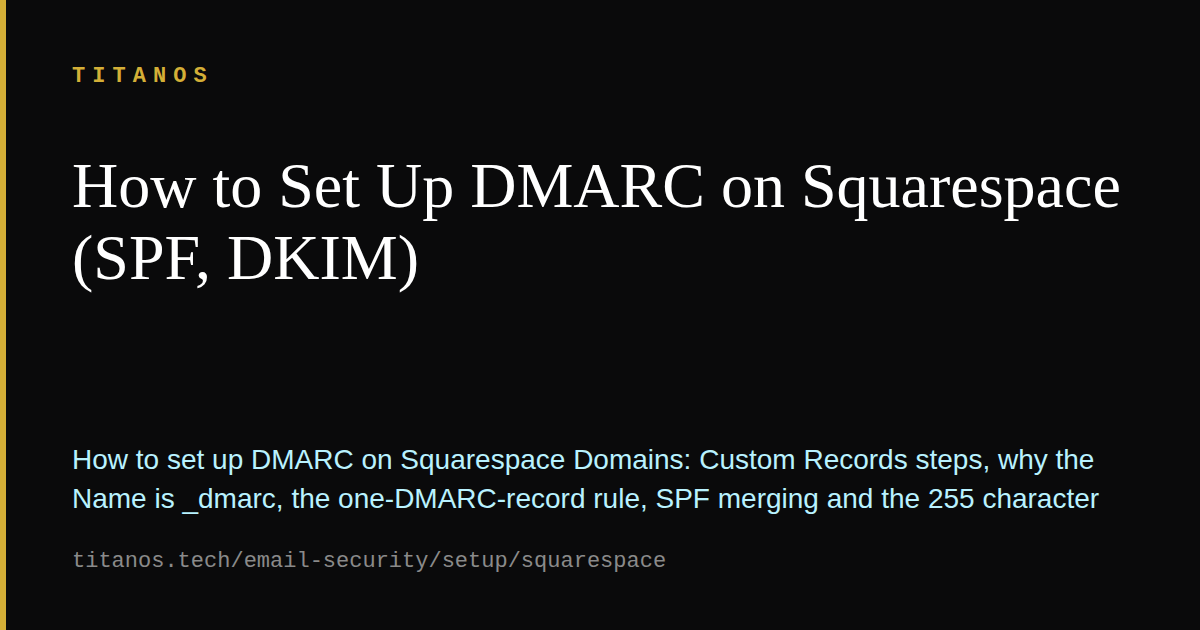 TITANOS
How to Set Up DMARC on Squarespace
(SPF, DKIM)
How to set up DMARC on Squarespace Domains: Custom Records steps, why the
Name is _dmarc, the one-DMARC-record rule, SPF merging and the 255 character
titanos.tech/email-security/setup/squarespace